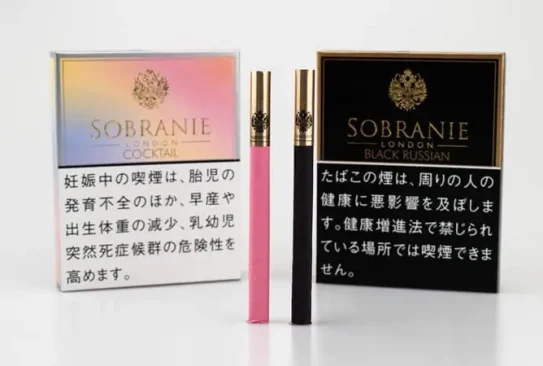 SOBRANIE
LONDON
COCKTAIL
妊娠中の喫煙は、胎児の
発育不全のほか、早産や
出生体重の減少、乳幼児
突然死症候群の危険性を
高めます。
SOBRANIE
LONDON
BLACK RUSSIAN
たばこの煙は、周りの人の
健康に悪影響を及ぼしま
す。健康増進法で禁じられ
ている場所では喫煙できま
せん。